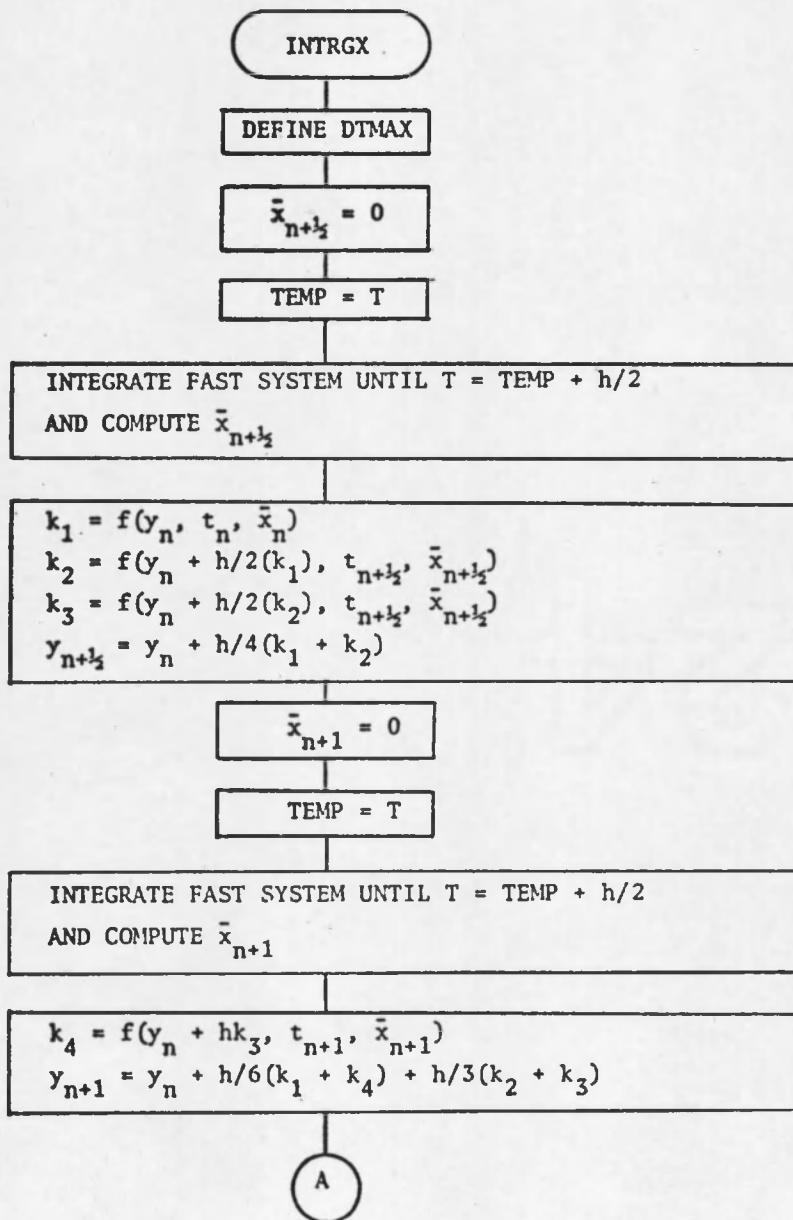 INTRGX
DEFINE DTMAX
x̄ₙ₊½ = 0
TEMP = T
INTEGRATE FAST SYSTEM UNTIL T = TEMP + h/2
AND COMPUTE x̄ₙ₊½
k₁ = f(yₙ, tₙ, x̄ₙ)
k₂ = f(yₙ + h/2(k₁), tₙ₊½, x̄ₙ₊½)
k₃ = f(yₙ + h/2(k₂), tₙ₊½, x̄ₙ₊½)
yₙ₊½ = yₙ + h/4(k₁ + k₂)
x̄ₙ₊₁ = 0
TEMP = T
INTEGRATE FAST SYSTEM UNTIL T = TEMP + h/2
AND COMPUTE x̄ₙ₊₁
k₄ = f(yₙ + hk₃, tₙ₊₁, x̄ₙ₊₁)
yₙ₊₁ = yₙ + h/6(k₁ + k₄) + h/3(k₂ + k₃)
A